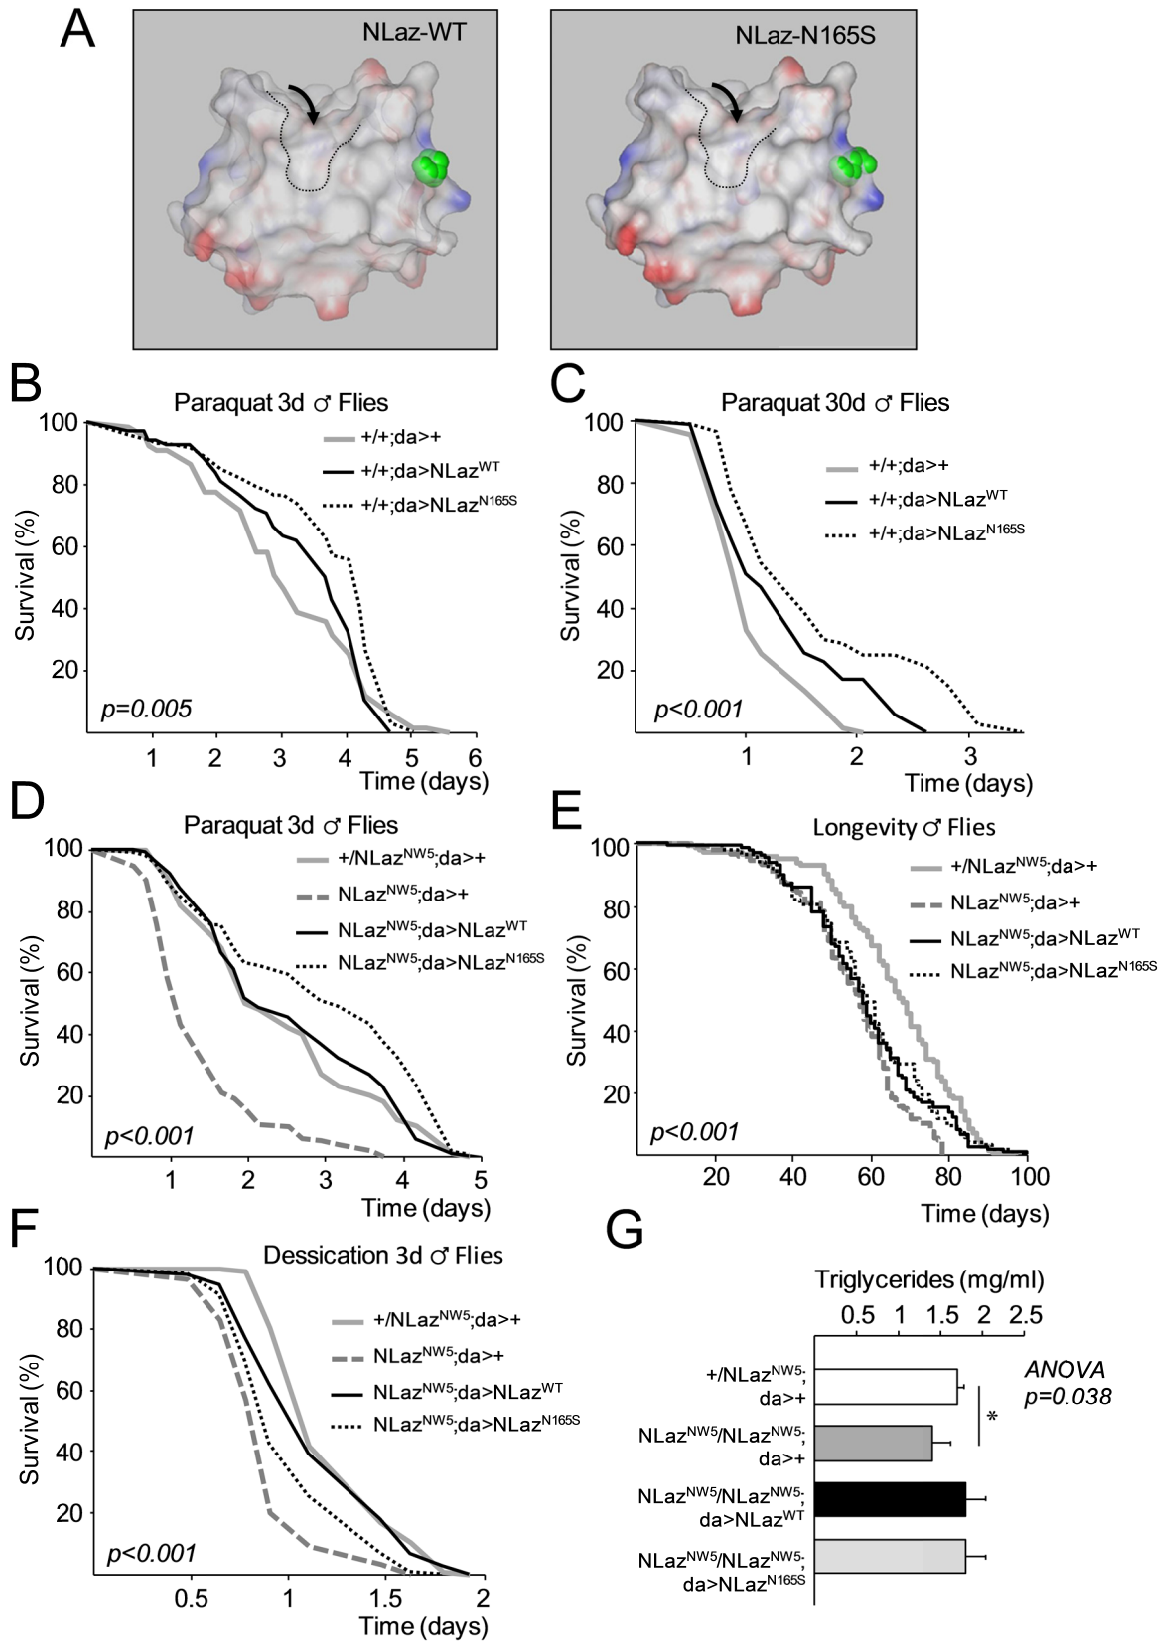 A
NLaz-WT
NLaz-N165S
B
Paraquat 3d ♂ Flies
+/+;da>+
+/+;da>NLazWT
+/+;da>NLazN165S
100
80
60
40
20
Survival (%)
p=0.005
1 2 3 4 5 6
Time (days)
C
Paraquat 30d ♂ Flies
+/+;da>+
+/+;da>NLazWT
+/+;da>NLazN165S
100
80
60
40
20
Survival (%)
p<0.001
1 2 3
Time (days)
D
Paraquat 3d ♂ Flies
+/NLazNW5;da>+
NLazNW5;da>+
NLazNW5;da>NLazWT
NLazNW5;da>NLazN165S
100
80
60
40
20
Survival (%)
p<0.001
1 2 3 4 5
Time (days)
E
Longevity ♂ Flies
+/NLazNW5;da>+
NLazNW5;da>+
NLazNW5;da>NLazWT
NLazNW5;da>NLazN165S
100
80
60
40
20
Survival (%)
p<0.001
20 40 60 80 100
Time (days)
F
Dessication 3d ♂ Flies
+/NLazNW5;da>+
NLazNW5;da>+
NLazNW5;da>NLazWT
NLazNW5;da>NLazN165S
100
80
60
40
20
Survival (%)
p<0.001
0.5 1 1.5 2
Time (days)
G
Triglycerides (mg/ml)
0.5 1 1.5 2 2.5
+/NLazNW5;
da>+
NLazNW5/NLazNW5;
da>+
NLazNW5/NLazNW5;
da>NLazWT
NLazNW5/NLazNW5;
da>NLazN165S
*
ANOVA
p=0.038